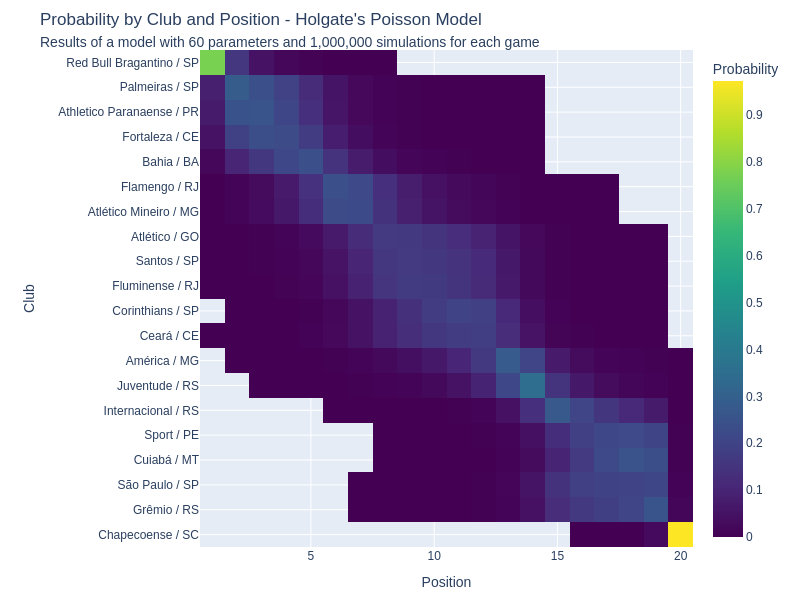 Probability by Club and Position - Holgate's Poisson Model
Results of a model with 60 parameters and 1,000,000 simulations for each game
Probability
Club
Red Bull Bragantino / SP
Palmeiras / SP
Athletico Paranaense / PR
Fortaleza / CE
Bahia / BA
Flamengo / RJ
Atlético Mineiro / MG
Atlético / GO
Santos / SP
Fluminense / RJ
Corinthians / SP
Ceará / CE
América / MG
Juventude / RS
Internacional / RS
Sport / PE
Cuiabá / MT
São Paulo / SP
Grêmio / RS
Chapecoense / SC
5 10 15 20
Position
0.9
0.8
0.7
0.6
0.5
0.4
0.3
0.2
0.1
0